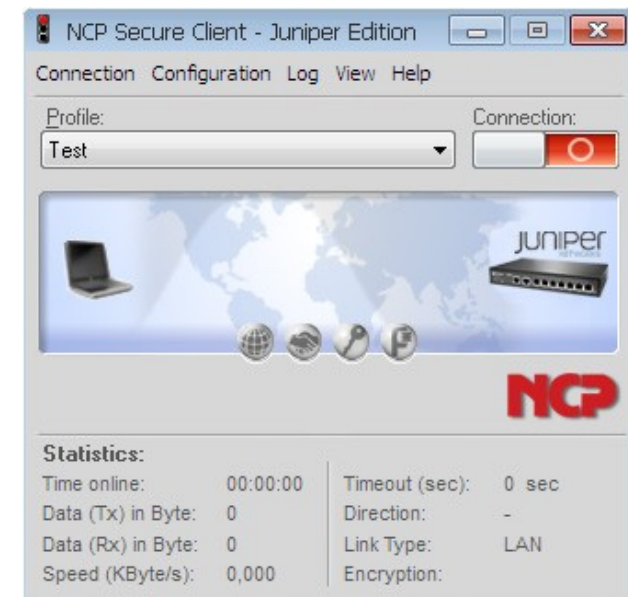 NCP Secure Client - Juniper Edition
Connection Configuration Log View Help
Profile: Connection:
Test
JUNIPEr
NETWORKS
NCP
Statistics:
Time online: 00:00:00 Timeout (sec): 0 sec
Data (Tx) in Byte: 0 Direction: -
Data (Rx) in Byte: 0 Link Type: LAN
Speed (KByte/s): 0,000 Encryption: